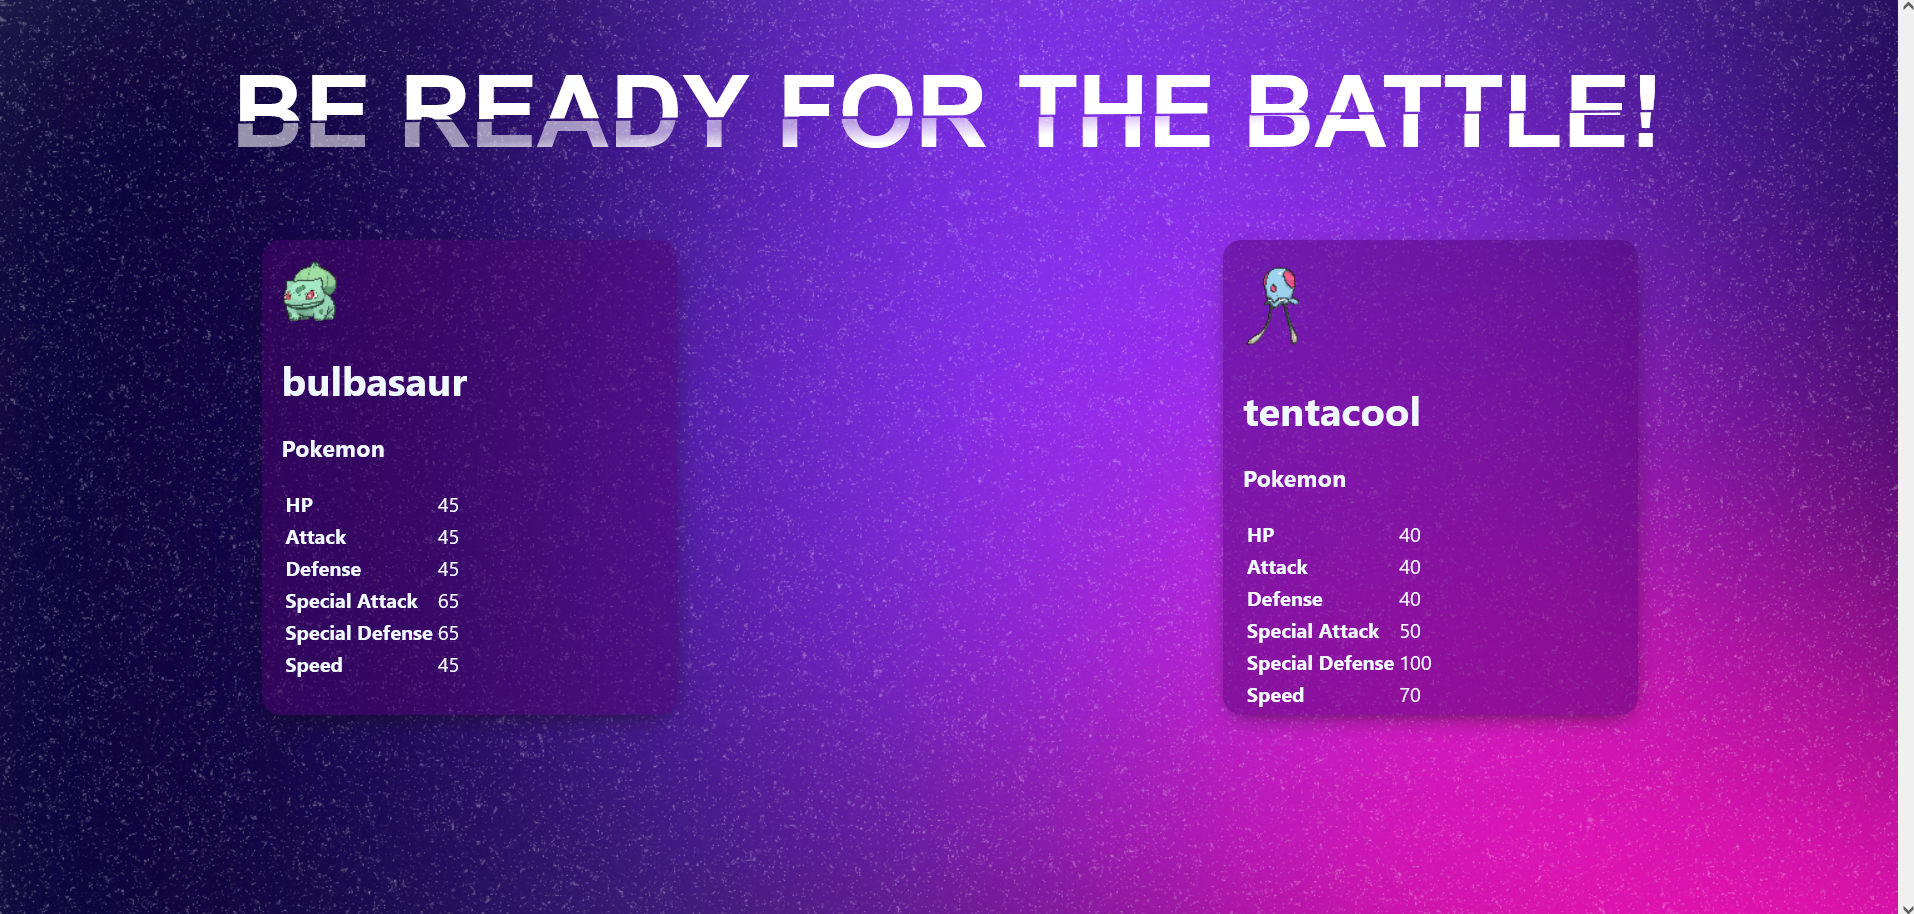 BE READY FOR THE BATTLE!
bulbasaur
Pokemon
HP 45
Attack 45
Defense 45
Special Attack 65
Special Defense 65
Speed 45
tentacool
Pokemon
HP 40
Attack 40
Defense 40
Special Attack 50
Special Defense 100
Speed 70